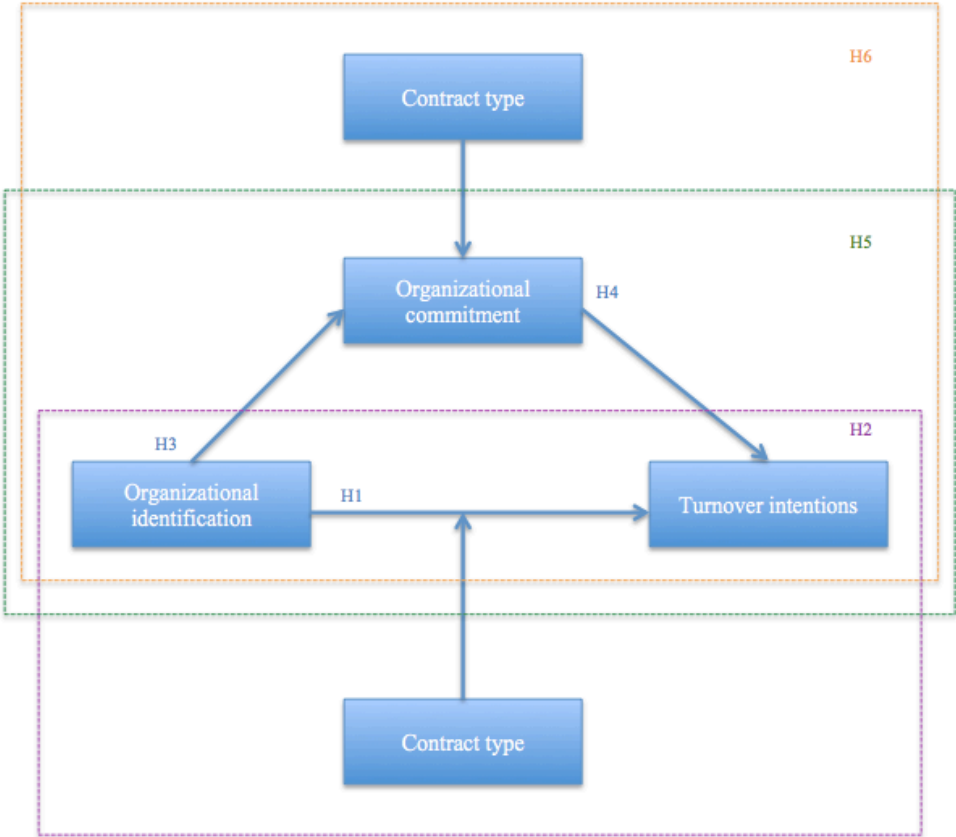 H6
Contract type
H5
Organizational
commitment
H4
H2
H3
Organizational
identification
H1
Turnover intentions
Contract type